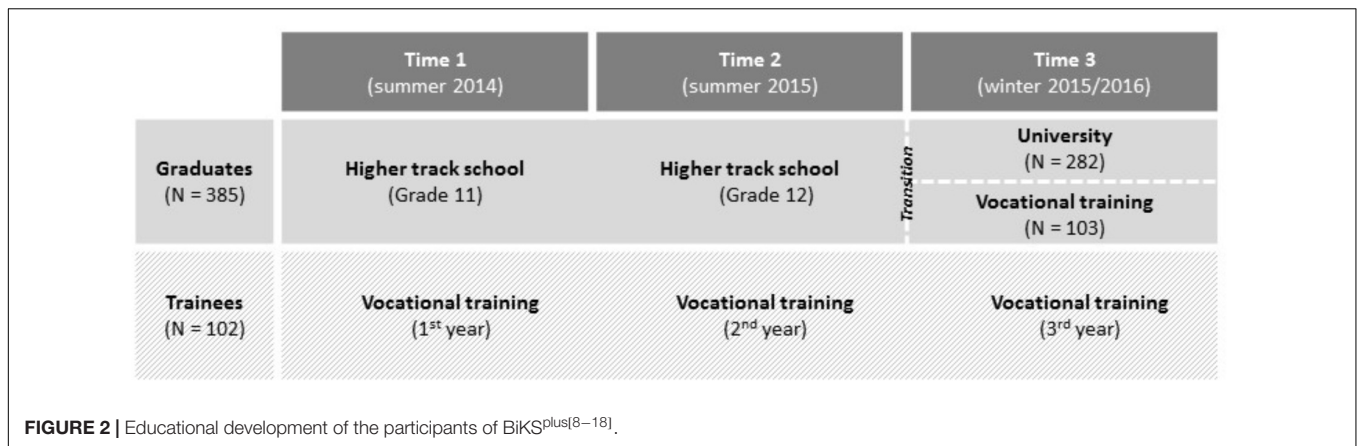 Time 1
(summer 2014)
Time 2
(summer 2015)
Time 3
(winter 2015/2016)
Graduates
(N = 385)
Higher track school
(Grade 11)
Higher track school
(Grade 12)
Transition
University
(N = 282)
Vocational training
(N = 103)
Trainees
(N = 102)
Vocational training
(1st year)
Vocational training
(2nd year)
Vocational training
(3rd year)
FIGURE 2 | Educational development of the participants of BiKSplus[8−18].